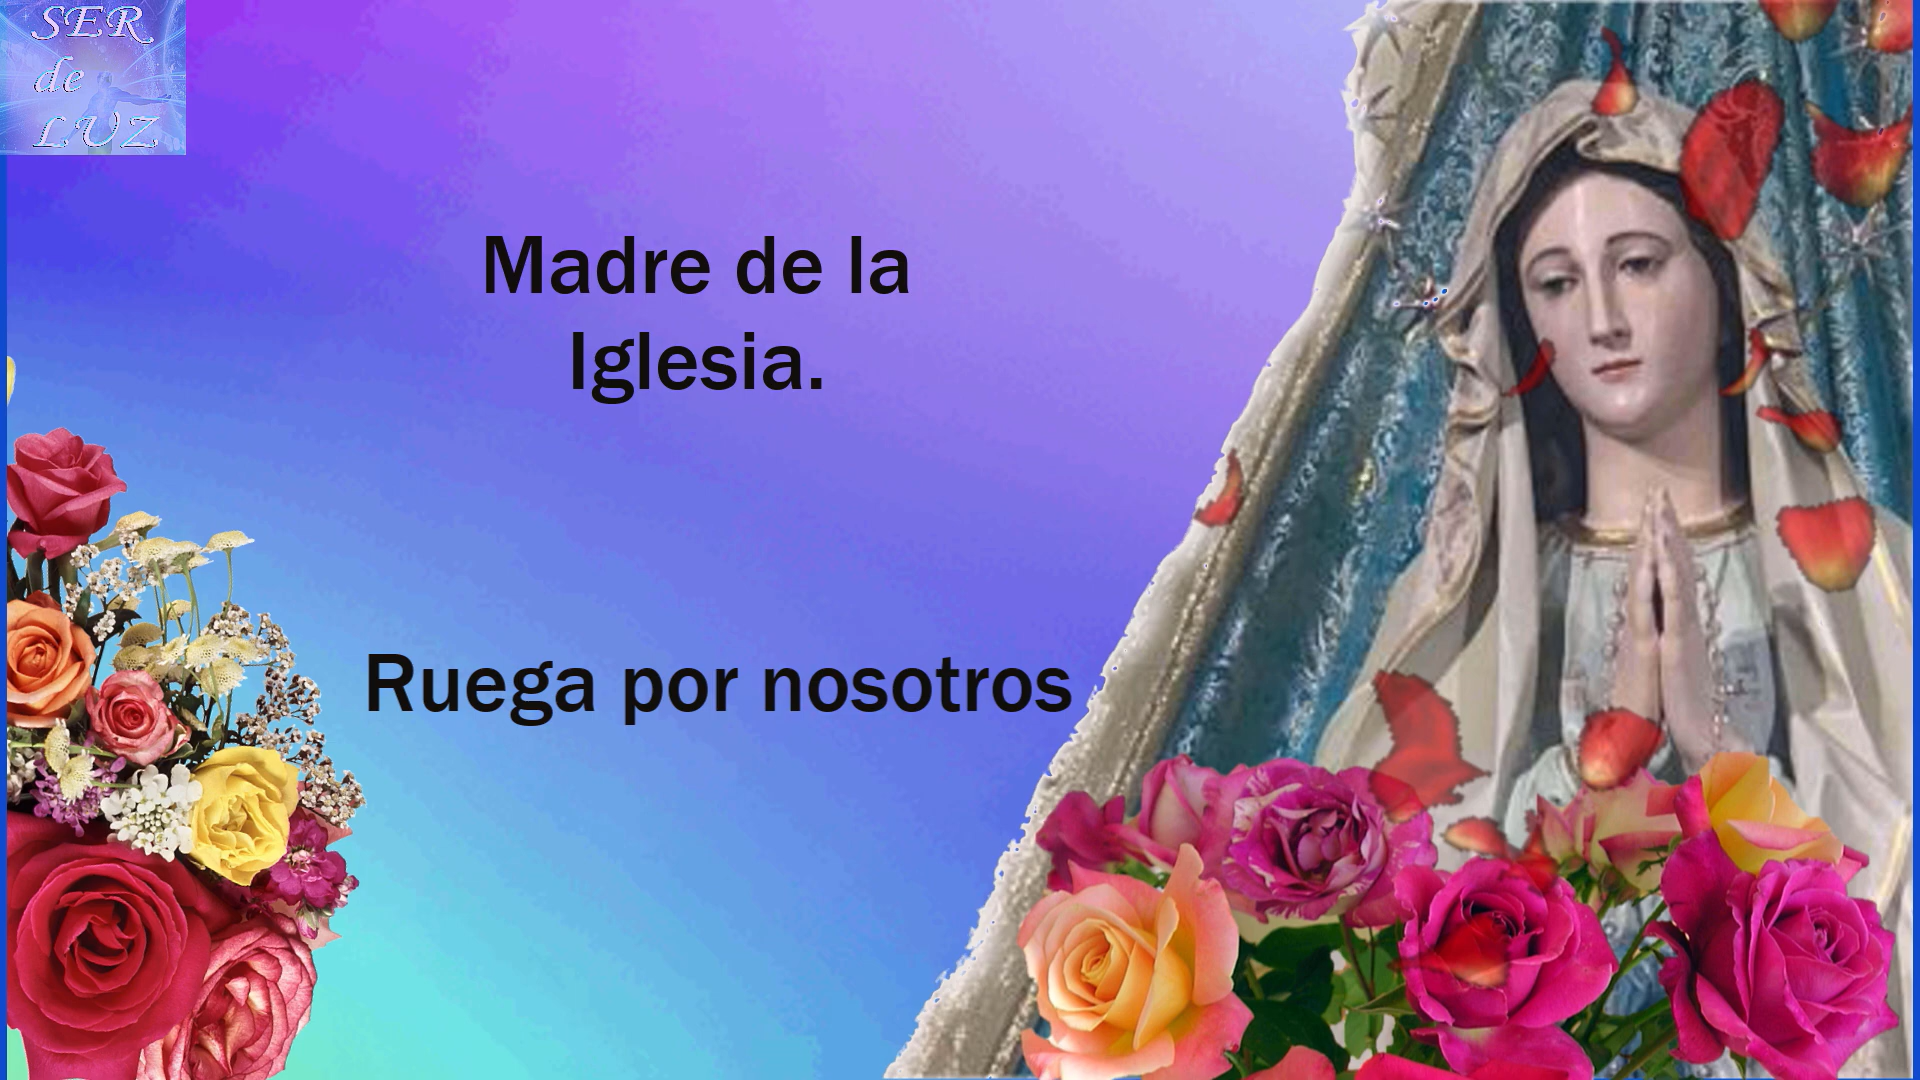 SER
de
LUZ
Madre de la
Iglesia.
Ruega por nosotros